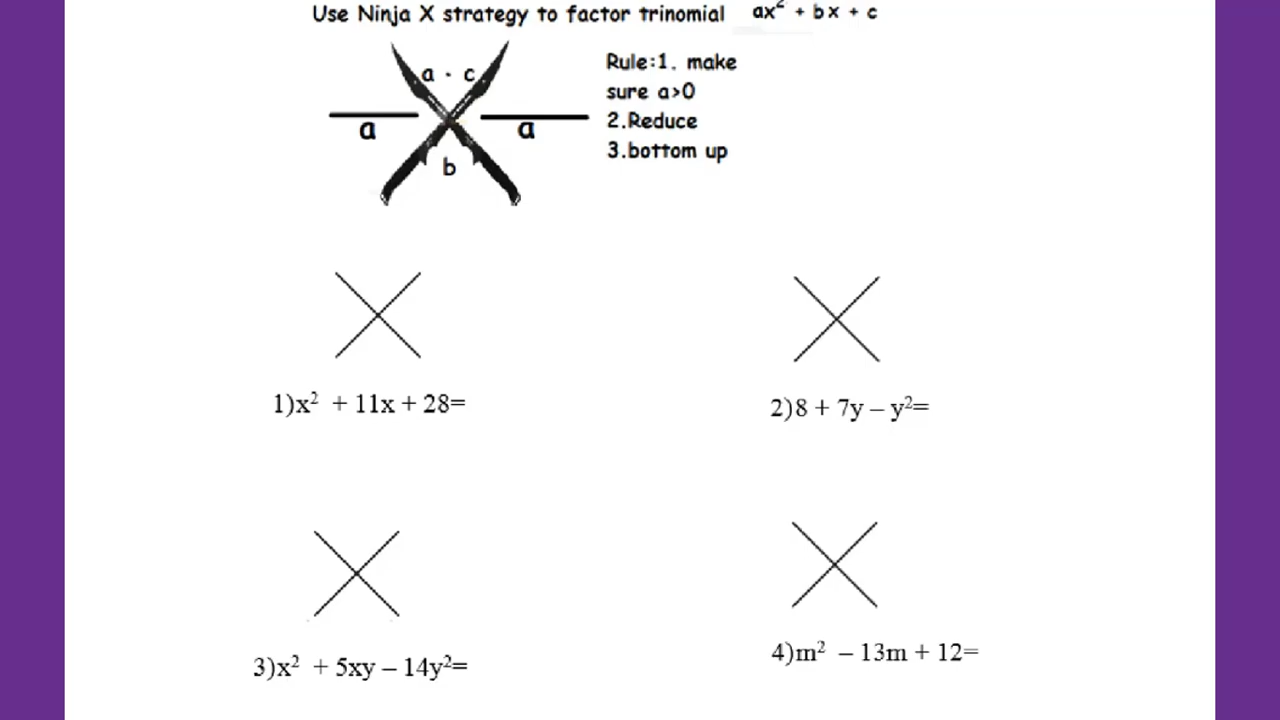 Use Ninja X strategy to factor trinomial ax² + bx + c
a · c
a
a
b
Rule:1. make
sure a>0
2.Reduce
3.bottom up
1)x² + 11x + 28=
2)8 + 7y – y²=
3)x² + 5xy – 14y²=
4)m² – 13m + 12=